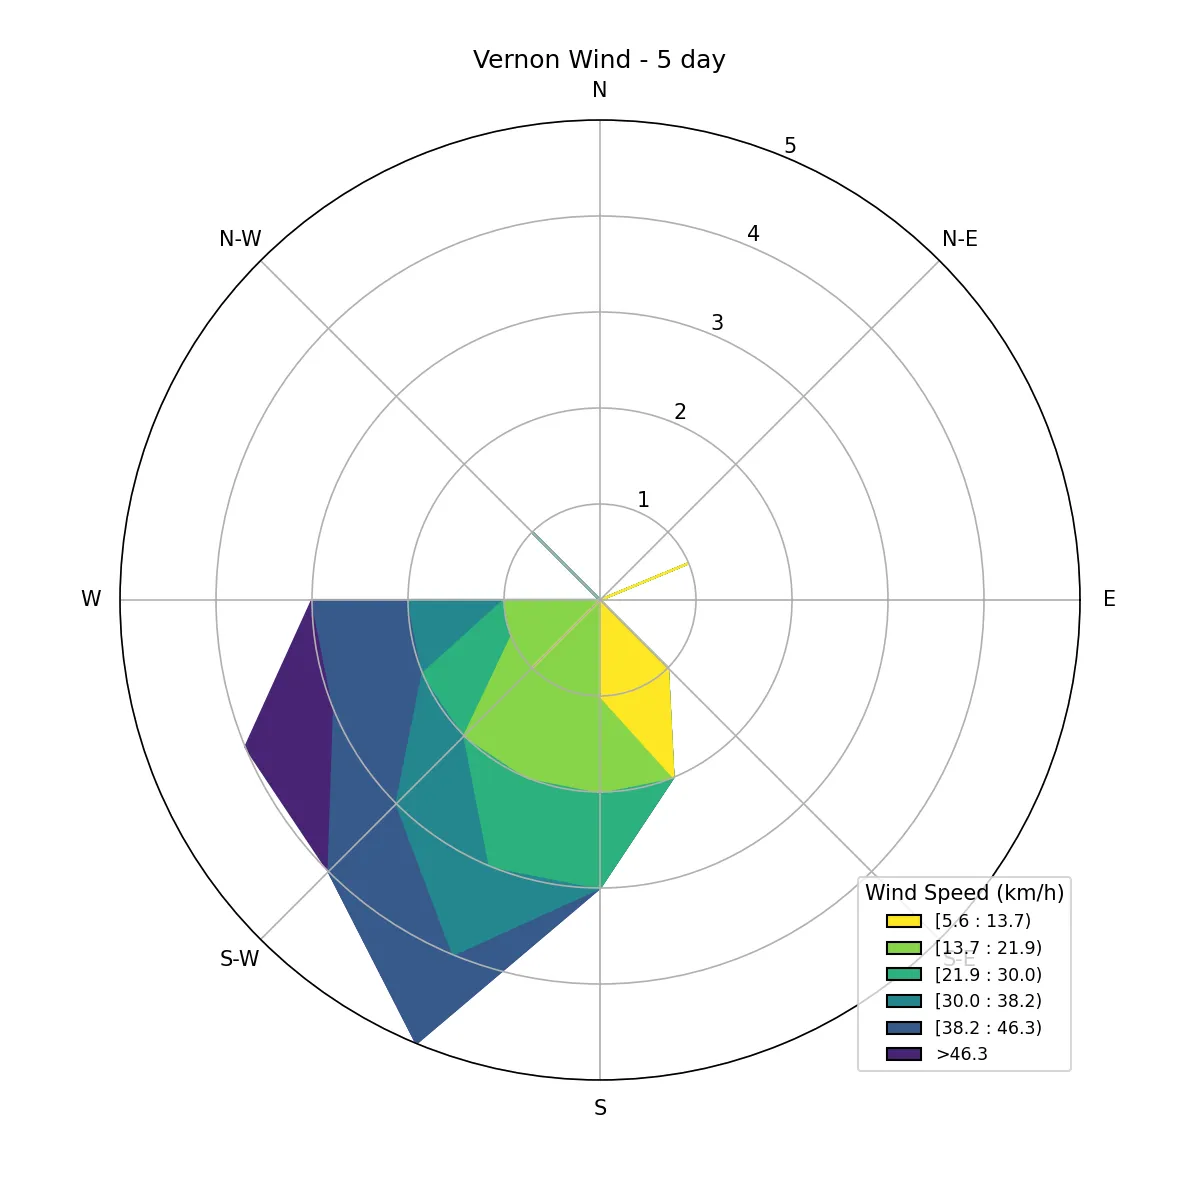 Vernon Wind - 5 day
N
5
N-W
N-E
4
3
2
1
W
E
Wind Speed (km/h)
[5.6 : 13.7)
[13.7 : 21.9)
S-W
S-E
[21.9 : 30.0)
[30.0 : 38.2)
[38.2 : 46.3)
>46.3
S